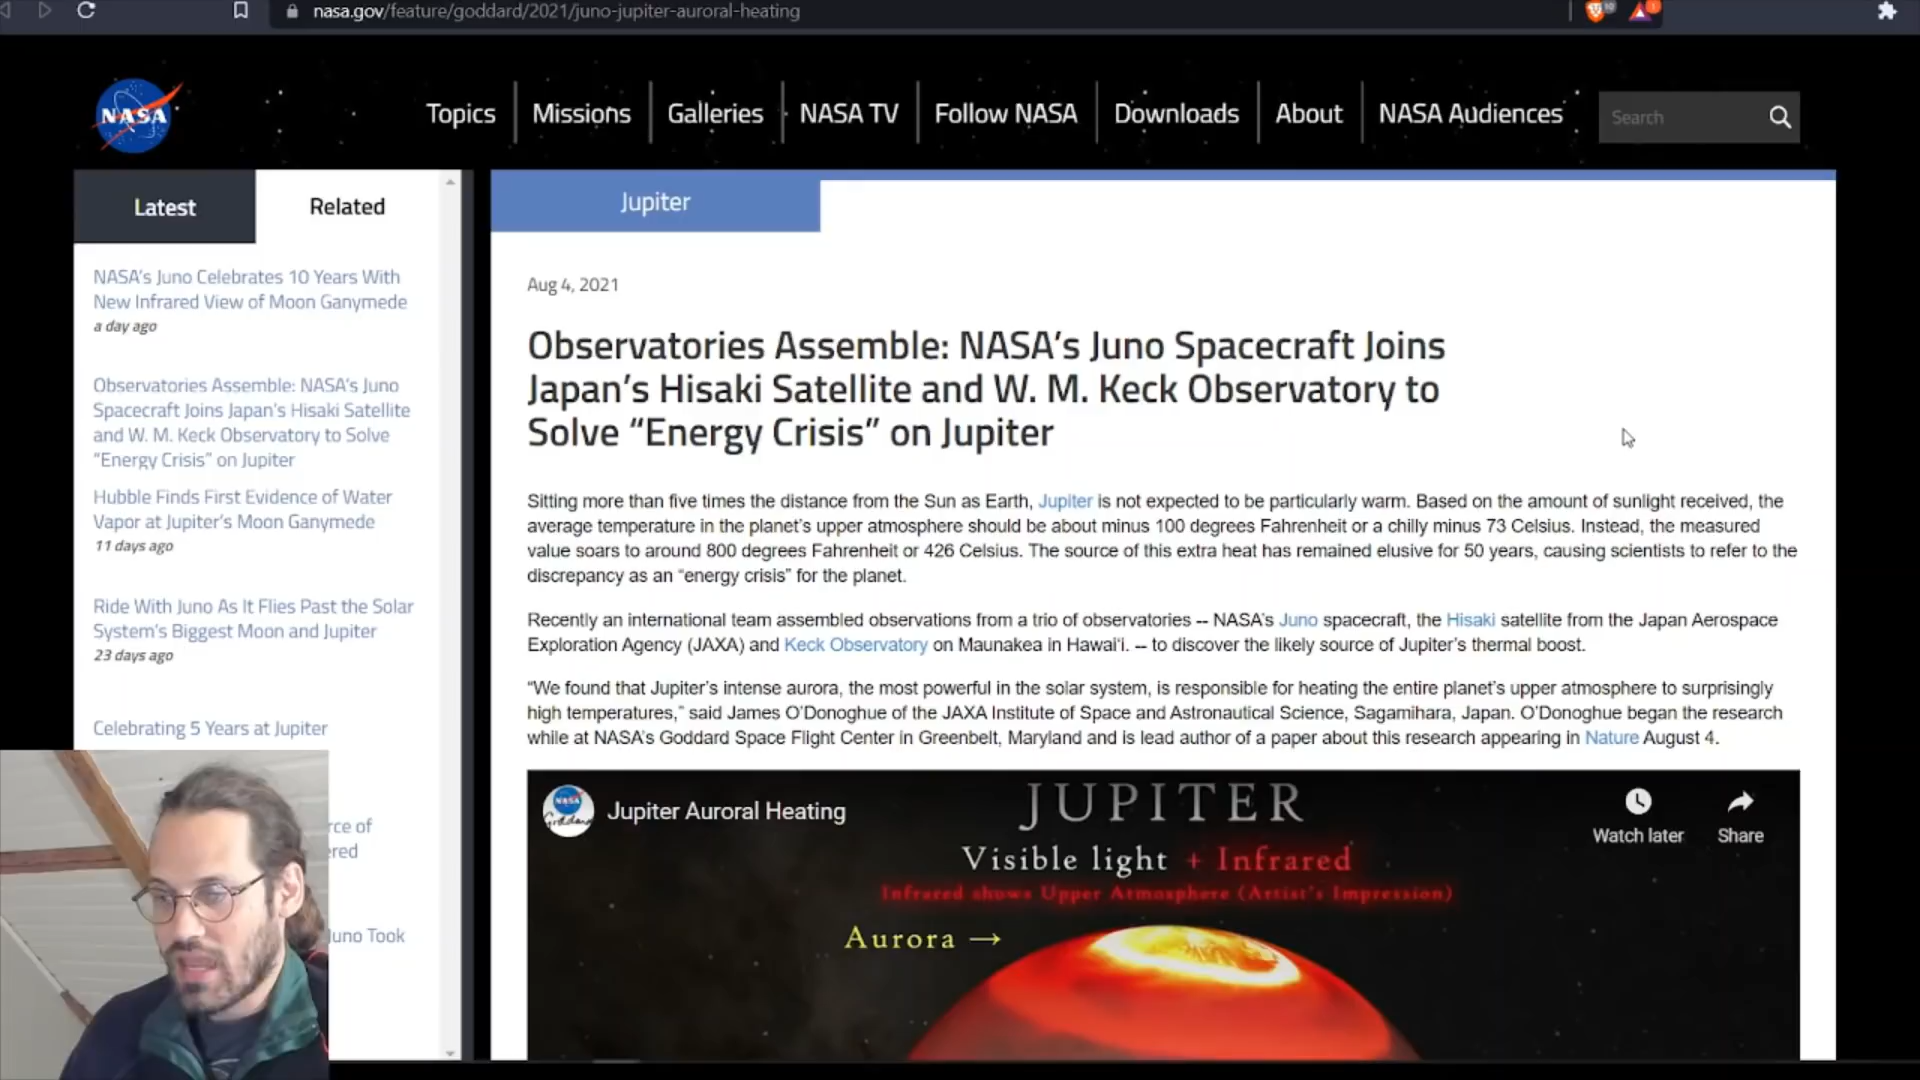 nasa.gov/feature/goddard/2021/juno-jupiter-auroral-heating
NASA
Topics
Missions
Galleries
NASA TV
Follow NASA
Downloads
About
NASA Audiences
Search
Latest
Related
NASA's Juno Celebrates 10 Years With
New Infrared View of Moon Ganymede
a day ago
Observatories Assemble: NASA's Juno
Spacecraft Joins Japan's Hisaki Satellite
and W. M. Keck Observatory to Solve
“Energy Crisis” on Jupiter
Hubble Finds First Evidence of Water
Vapor at Jupiter's Moon Ganymede
11 days ago
Ride With Juno As It Flies Past the Solar
System's Biggest Moon and Jupiter
23 days ago
Celebrating 5 Years at Jupiter
rce of
red
Juno Took
Jupiter
Aug 4, 2021
Observatories Assemble: NASA's Juno Spacecraft Joins
Japan's Hisaki Satellite and W. M. Keck Observatory to
Solve “Energy Crisis” on Jupiter
Sitting more than five times the distance from the Sun as Earth, Jupiter is not expected to be particularly warm. Based on the amount of sunlight received, the
average temperature in the planet's upper atmosphere should be about minus 100 degrees Fahrenheit or a chilly minus 73 Celsius. Instead, the measured
value soars to around 800 degrees Fahrenheit or 426 Celsius. The source of this extra heat has remained elusive for 50 years, causing scientists to refer to the
discrepancy as an “energy crisis” for the planet.
Recently an international team assembled observations from a trio of observatories -- NASA's Juno spacecraft, the Hisaki satellite from the Japan Aerospace
Exploration Agency (JAXA) and Keck Observatory on Maunakea in Hawai'i. -- to discover the likely source of Jupiter's thermal boost.
“We found that Jupiter's intense aurora, the most powerful in the solar system, is responsible for heating the entire planet's upper atmosphere to surprisingly
high temperatures,” said James O'Donoghue of the JAXA Institute of Space and Astronautical Science, Sagamihara, Japan. O'Donoghue began the research
while at NASA's Goddard Space Flight Center in Greenbelt, Maryland and is lead author of a paper about this research appearing in Nature August 4.
NASA
Goddard
Jupiter Auroral Heating
Watch later
Share
JUPITER
Visible light + Infrared
Infrared shows Upper Atmosphere (Artist's Impression)
Aurora →